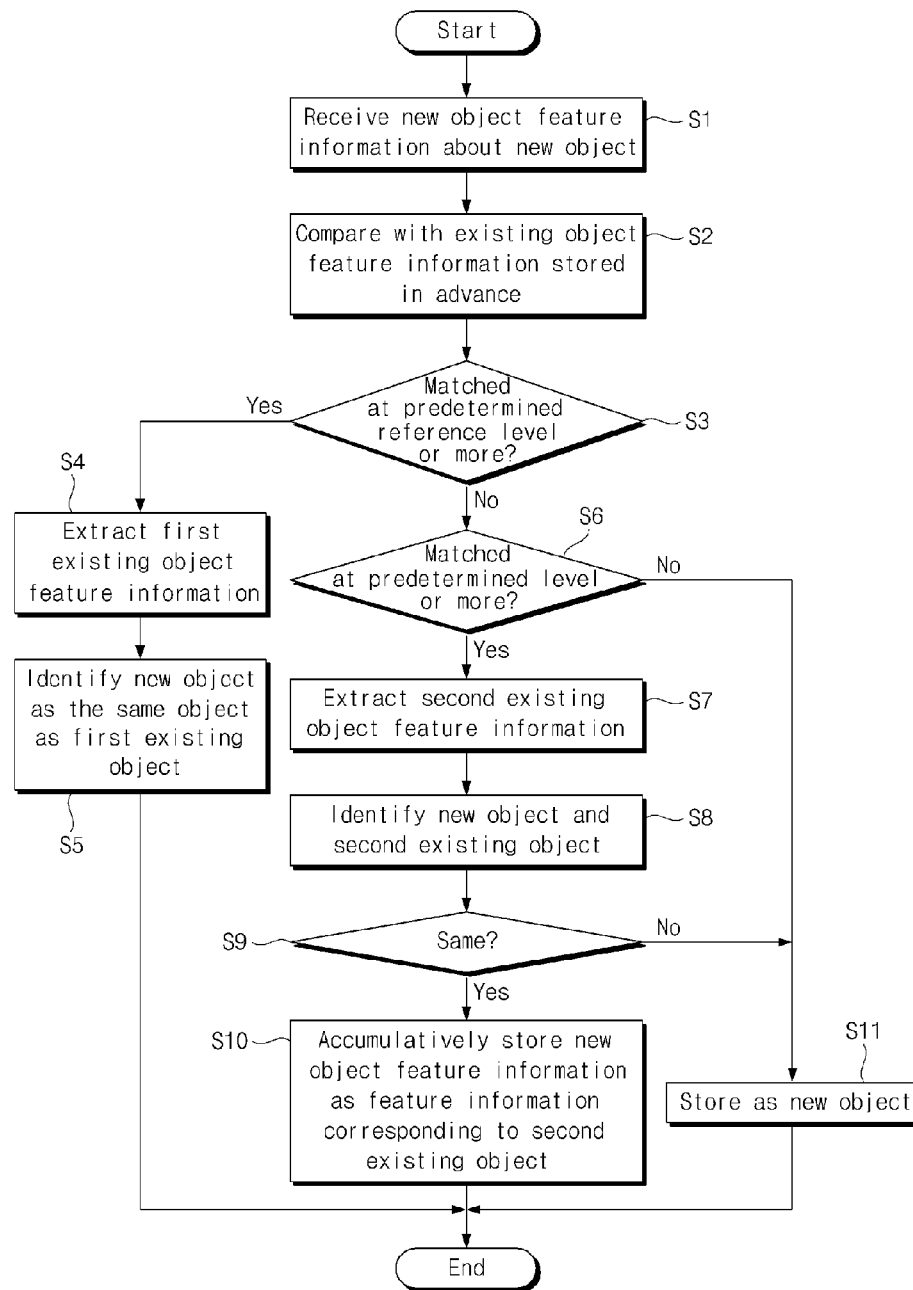 Start
Receive new object feature
information about new object
S1
Compare with existing object
feature information stored
in advance
S2
Matched
at predetermined
reference level
or more?
S3
Yes
No
S4
Extract first
existing object
feature information
Identify new object
as the same object
as first existing
object
S5
S6
Matched
at predetermined level
or more?
No
Yes
Extract second existing
object feature information
S7
Identify new object and
second existing object
S8
S9
Same?
No
Yes
S10
Accumulatively store new
object feature information
as feature information
corresponding to second
existing object
S11
Store as new object
End